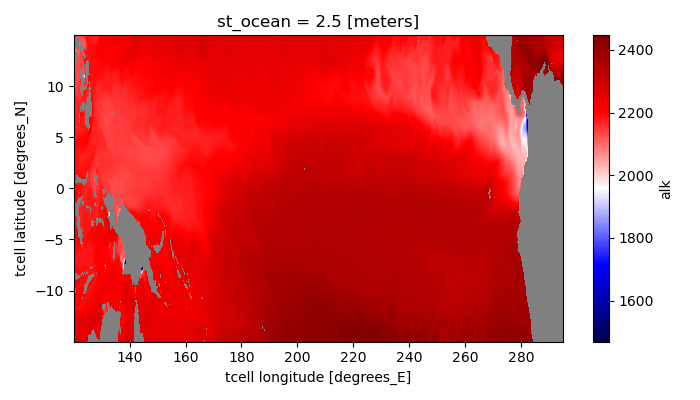 st_ocean = 2.5 [meters]
10
5
0
−5
−10
tcell latitude [degrees_N]
140 160 180 200 220 240 260 280
tcell longitude [degrees_E]
2400
2200
2000
1800
1600
alk